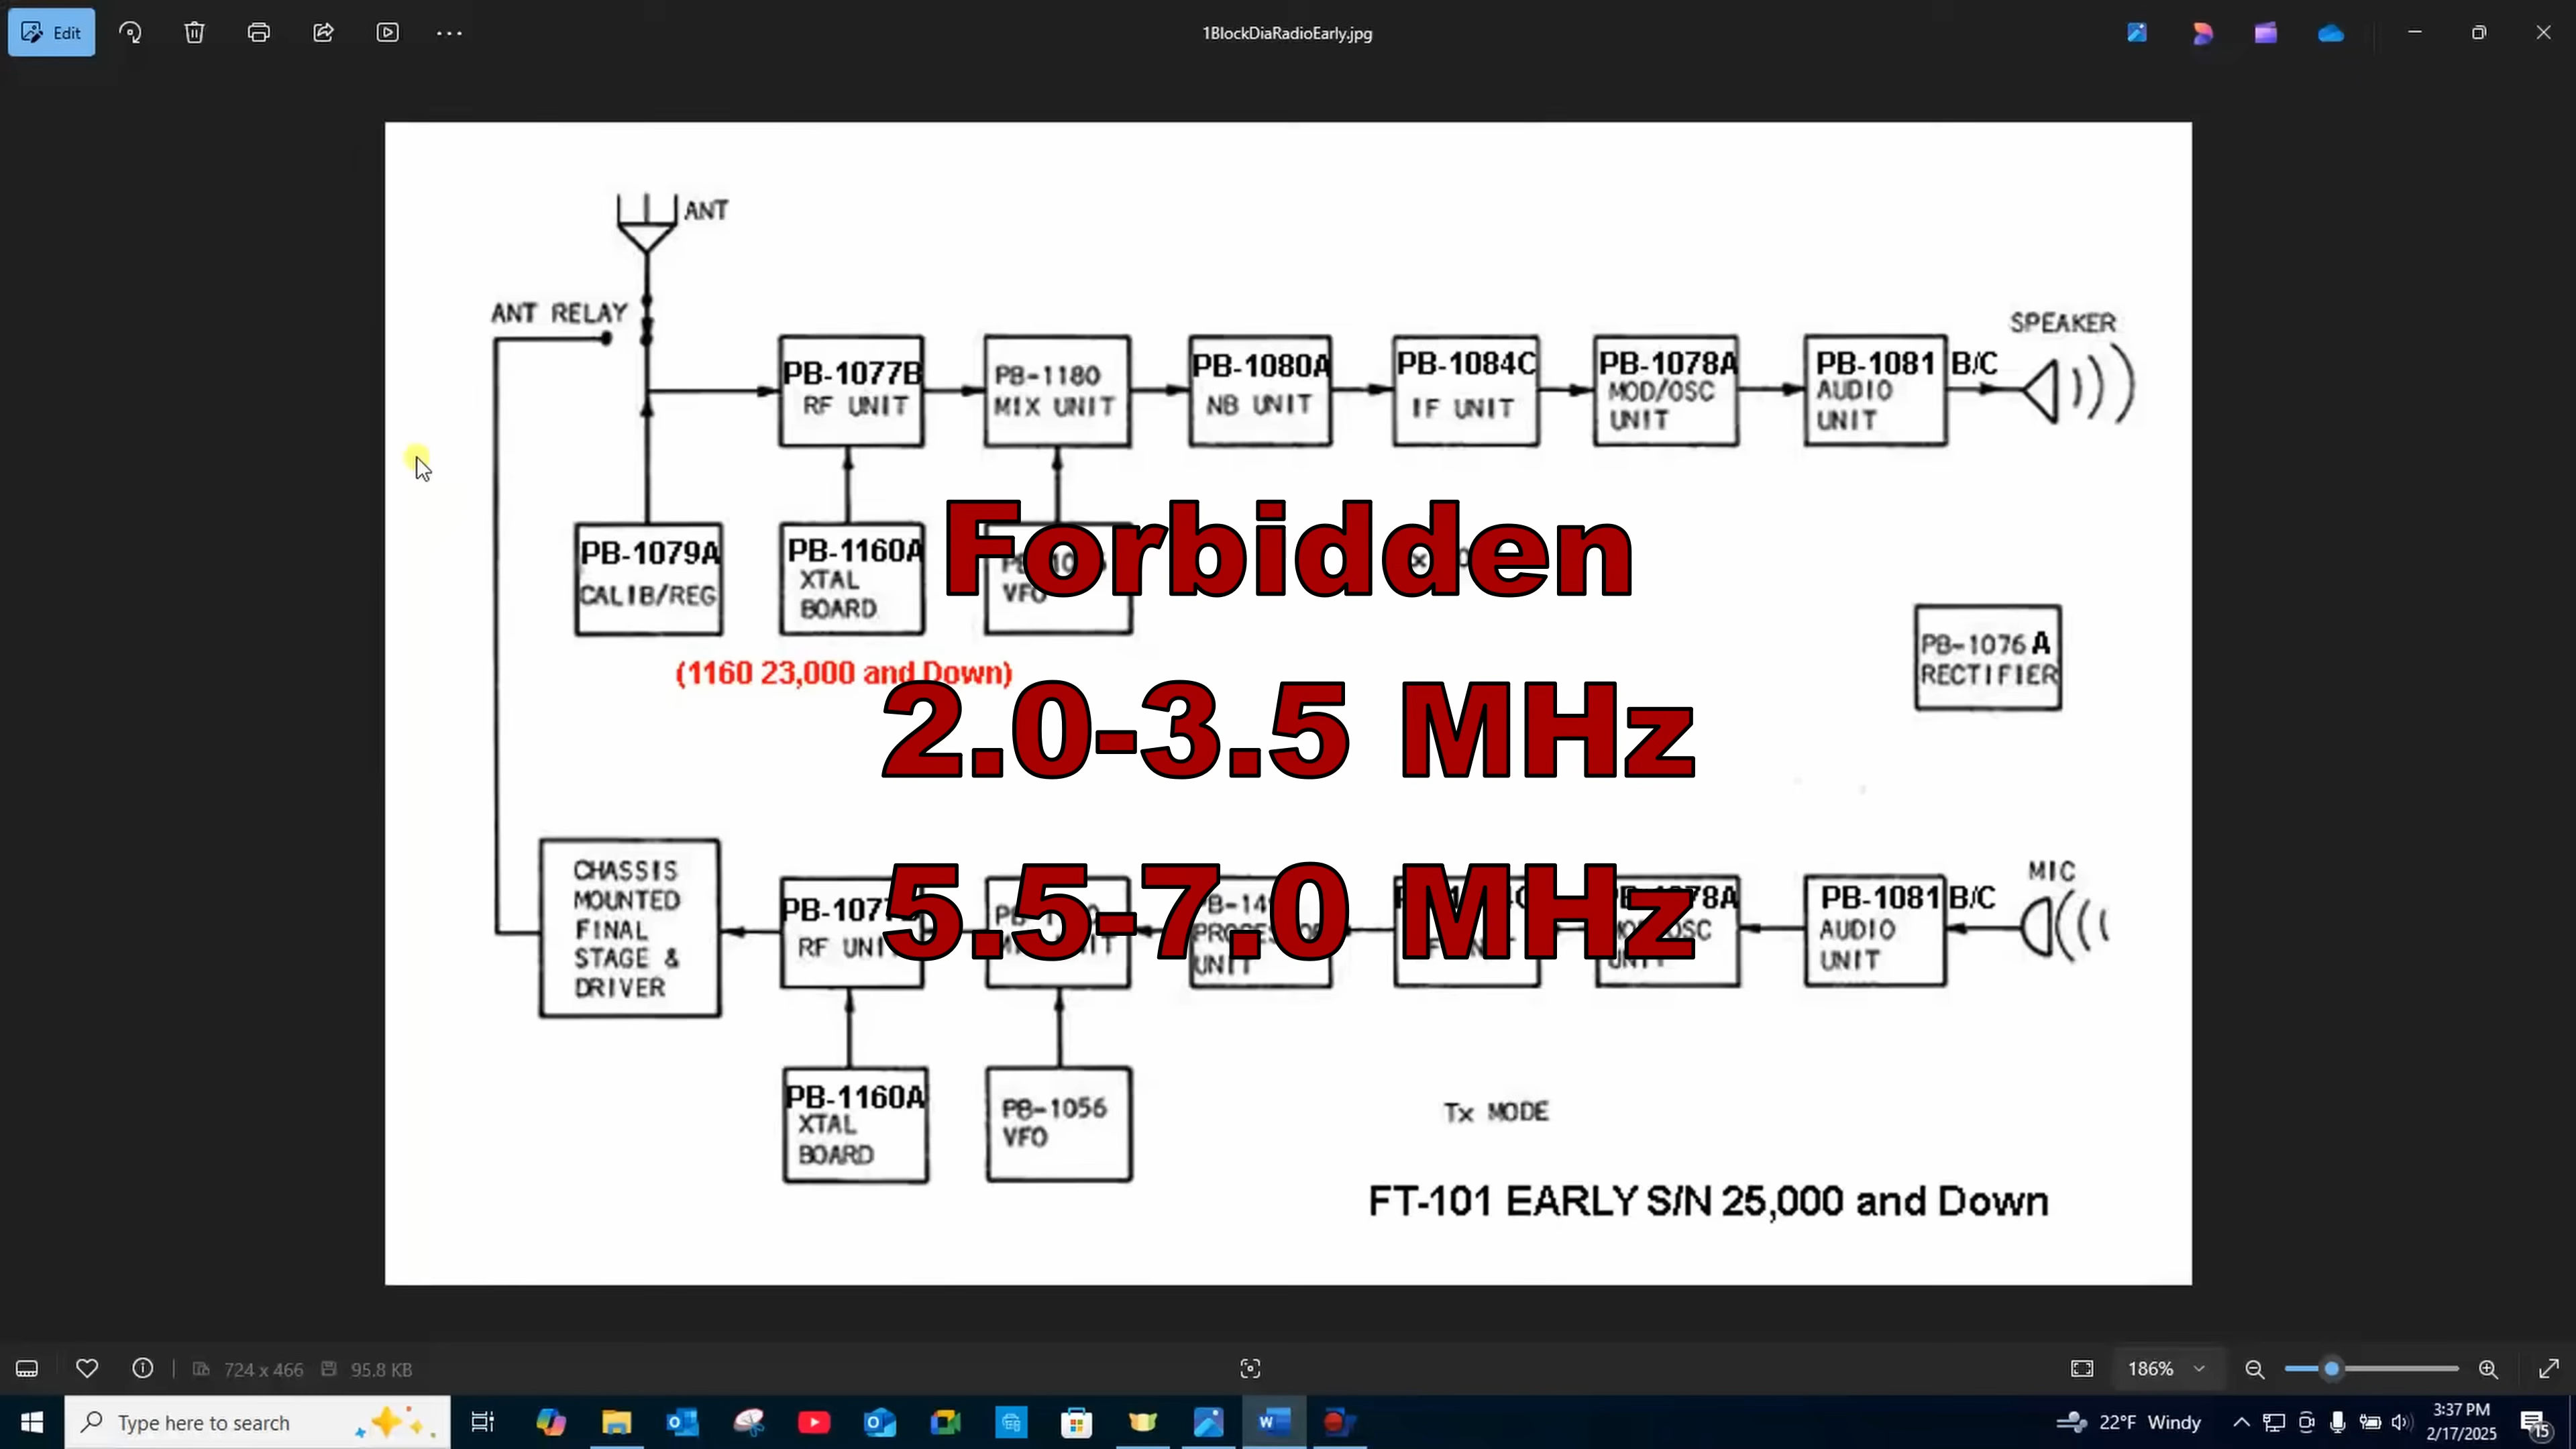 Edit
1BlockDiaRadioEarly.jpg
ANT
ANT RELAY
SPEAKER
PB-1077B
RF UNIT
PB-1180
MIX UNIT
PB-1080A
NB UNIT
PB-1084C
IF UNIT
PB-1078A
MOD/OSC
UNIT
PB-1081 B/C
AUDIO
UNIT
PB-1079A
CALIB/REG
PB-1160A
XTAL
BOARD
VFO
Forbidden
(1160 23,000 and Down)
2.0-3.5 MHz
PB-1076 A
RECTIFIER
5.5-7.0 MHz
CHASSIS
MOUNTED
FINAL
STAGE &
DRIVER
RF UNIT
UNIT
PB-1081 B/C
AUDIO
UNIT
MIC
PB-1160A
XTAL
BOARD
PB-1056
VFO
Tx MODE
FT-101 EARLY S/N 25,000 and Down
724 x 466
95.8 KB
186%
Type here to search
22°F Windy
3:37 PM
2/17/2025
15